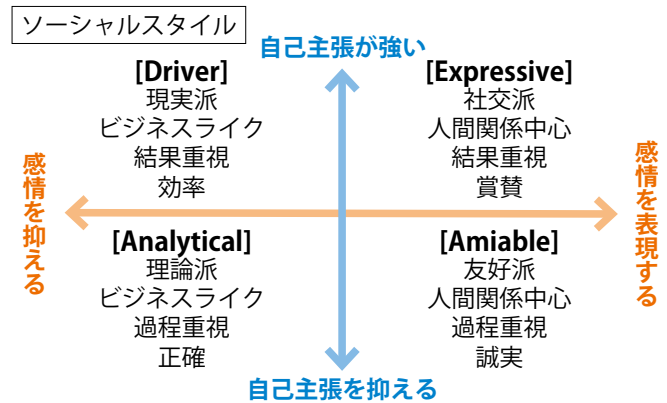 ソーシャルスタイル
自己主張が強い
[Driver]
現実派
ビジネスライク
結果重視
効率
[Expressive]
社交派
人間関係中心
結果重視
賞賛
感情を抑える
感情を表現する
[Analytical]
理論派
ビジネスライク
過程重視
正確
[Amiable]
友好派
人間関係中心
過程重視
誠実
自己主張を抑える